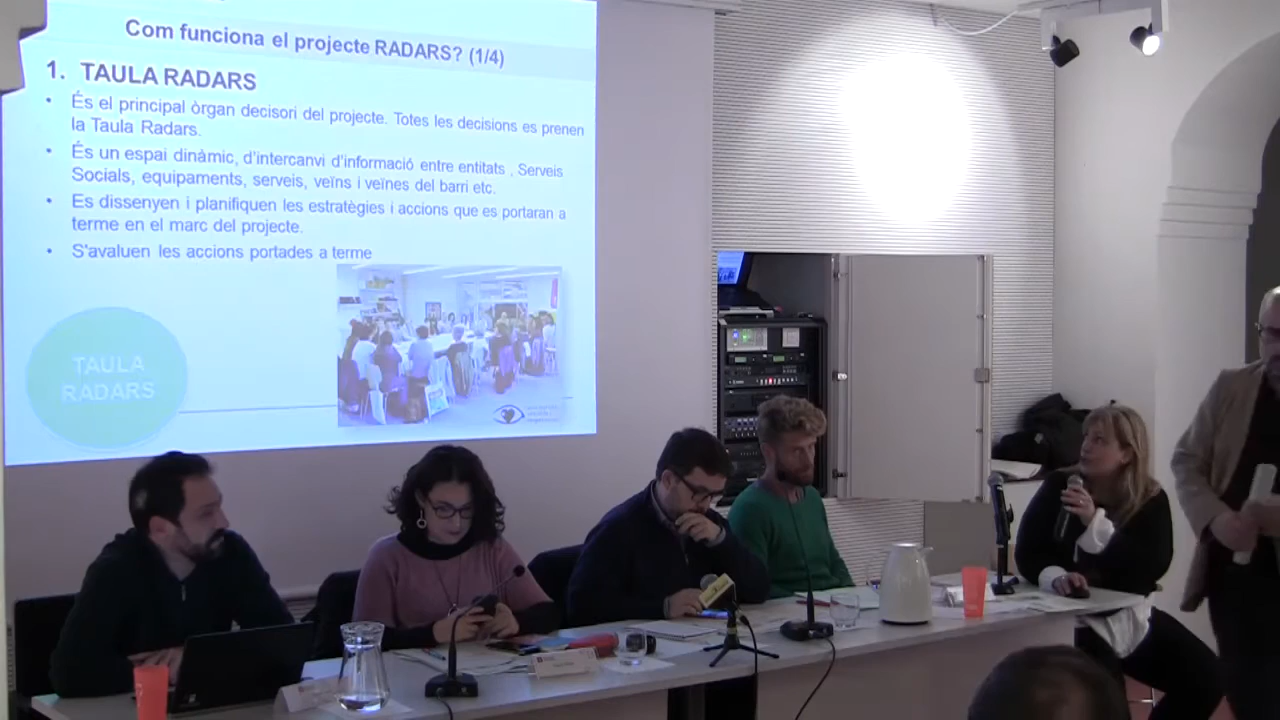 Com funciona el projecte RADARS? (1/4)
1. TAULA RADARS
• És el principal òrgan decisori del projecte. Totes les decisions es prenen
la Taula Radars.
• És un espai dinàmic, d'intercanvi d'informació entre entitats , Serveis
Socials, equipaments, serveis, veïns i veïnes del barri etc.
• Es dissenyen i planifiquen les estratègies i accions que es portaran a
terme en el marc del projecte.
• S'avaluen les accions portades a terme
TAULA
RADARS